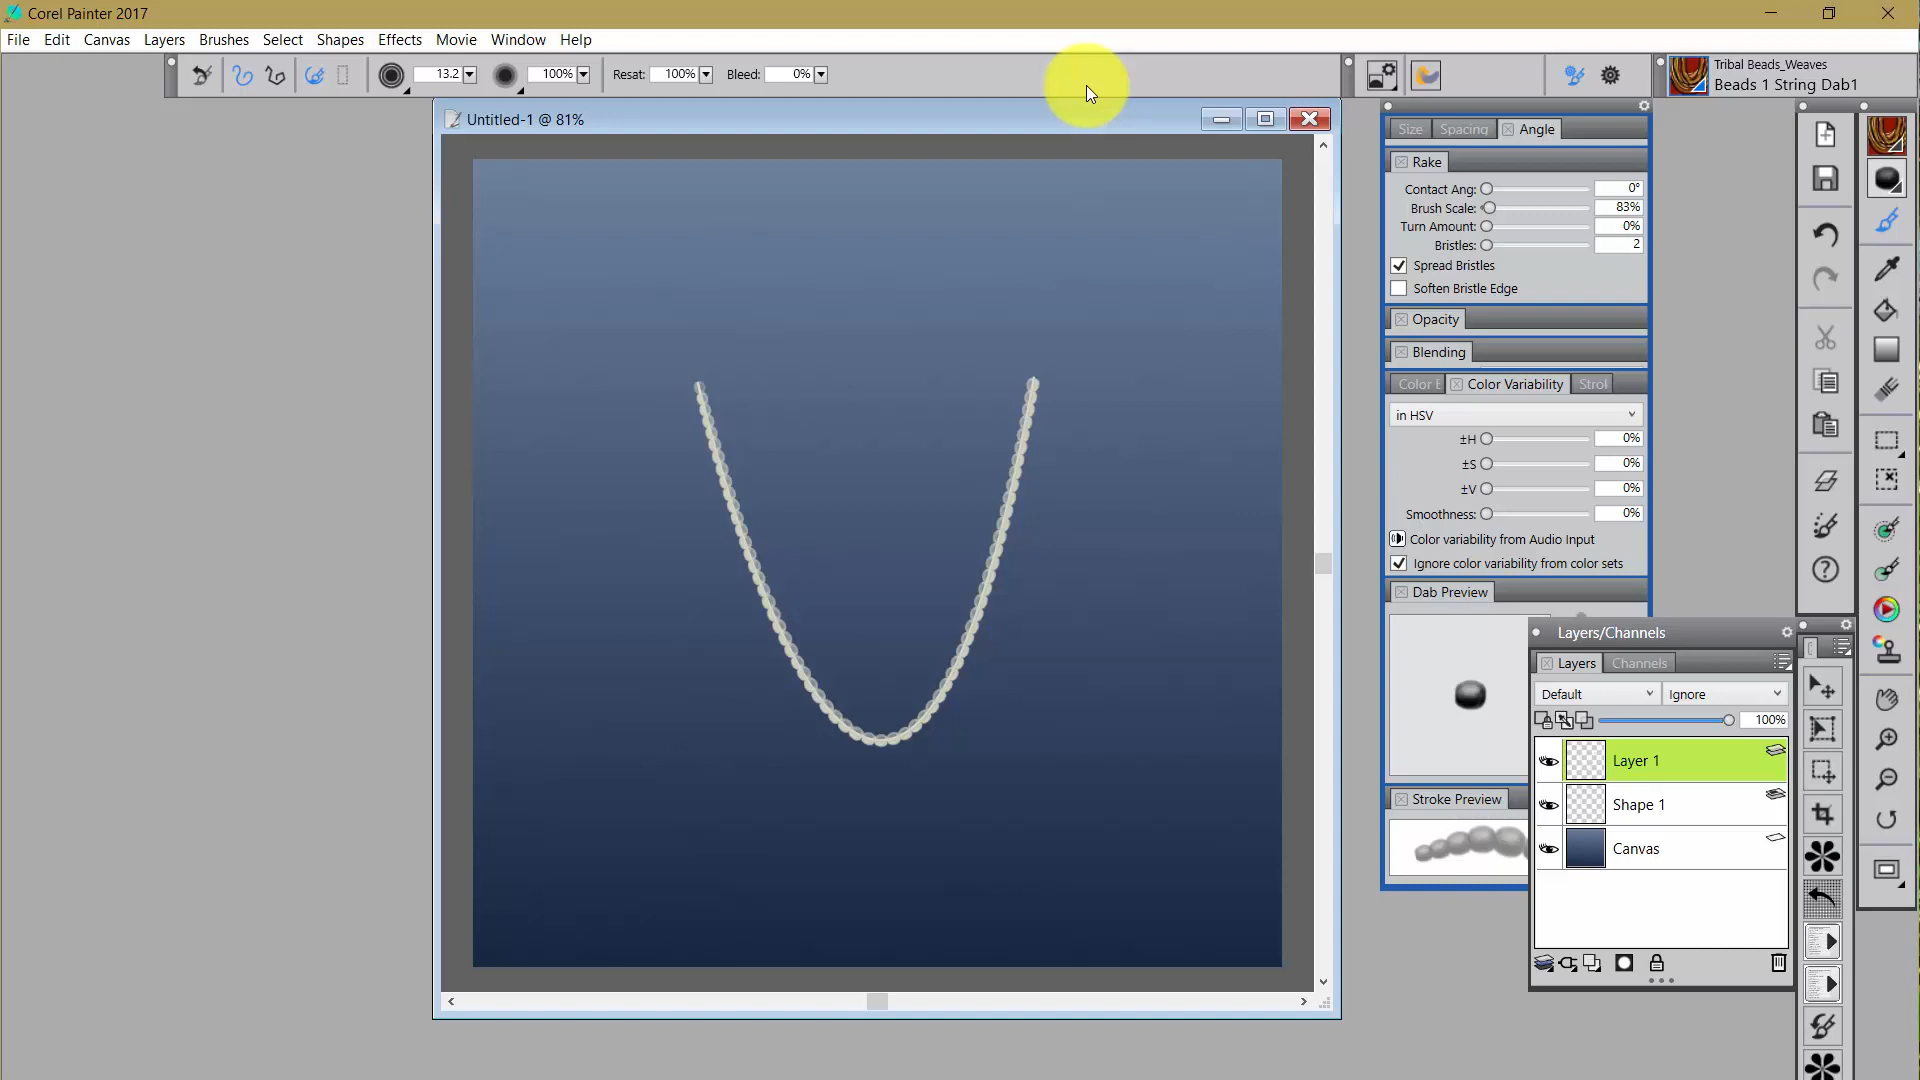 Corel Painter 2017
File Edit Canvas Layers Brushes Select Shapes Effects Movie Window Help
13.2 100% Resat: 100% Bleed: 0%
Tribal Beads_Weaves
Beads 1 String Dab1
Untitled-1 @ 81%
Size Spacing Angle
Rake
Contact Ang: 0°
Brush Scale: 83%
Turn Amount: 0%
Bristles: 2
Spread Bristles
Soften Bristle Edge
Opacity
Blending
Color E Color Variability Strol
in HSV
±H 0%
±S 0%
±V 0%
Smoothness: 0%
Color variability from Audio Input
Ignore color variability from color sets
Dab Preview
Layers/Channels
Layers Channels
Default Ignore
100%
Layer 1
Shape 1
Canvas
Stroke Preview